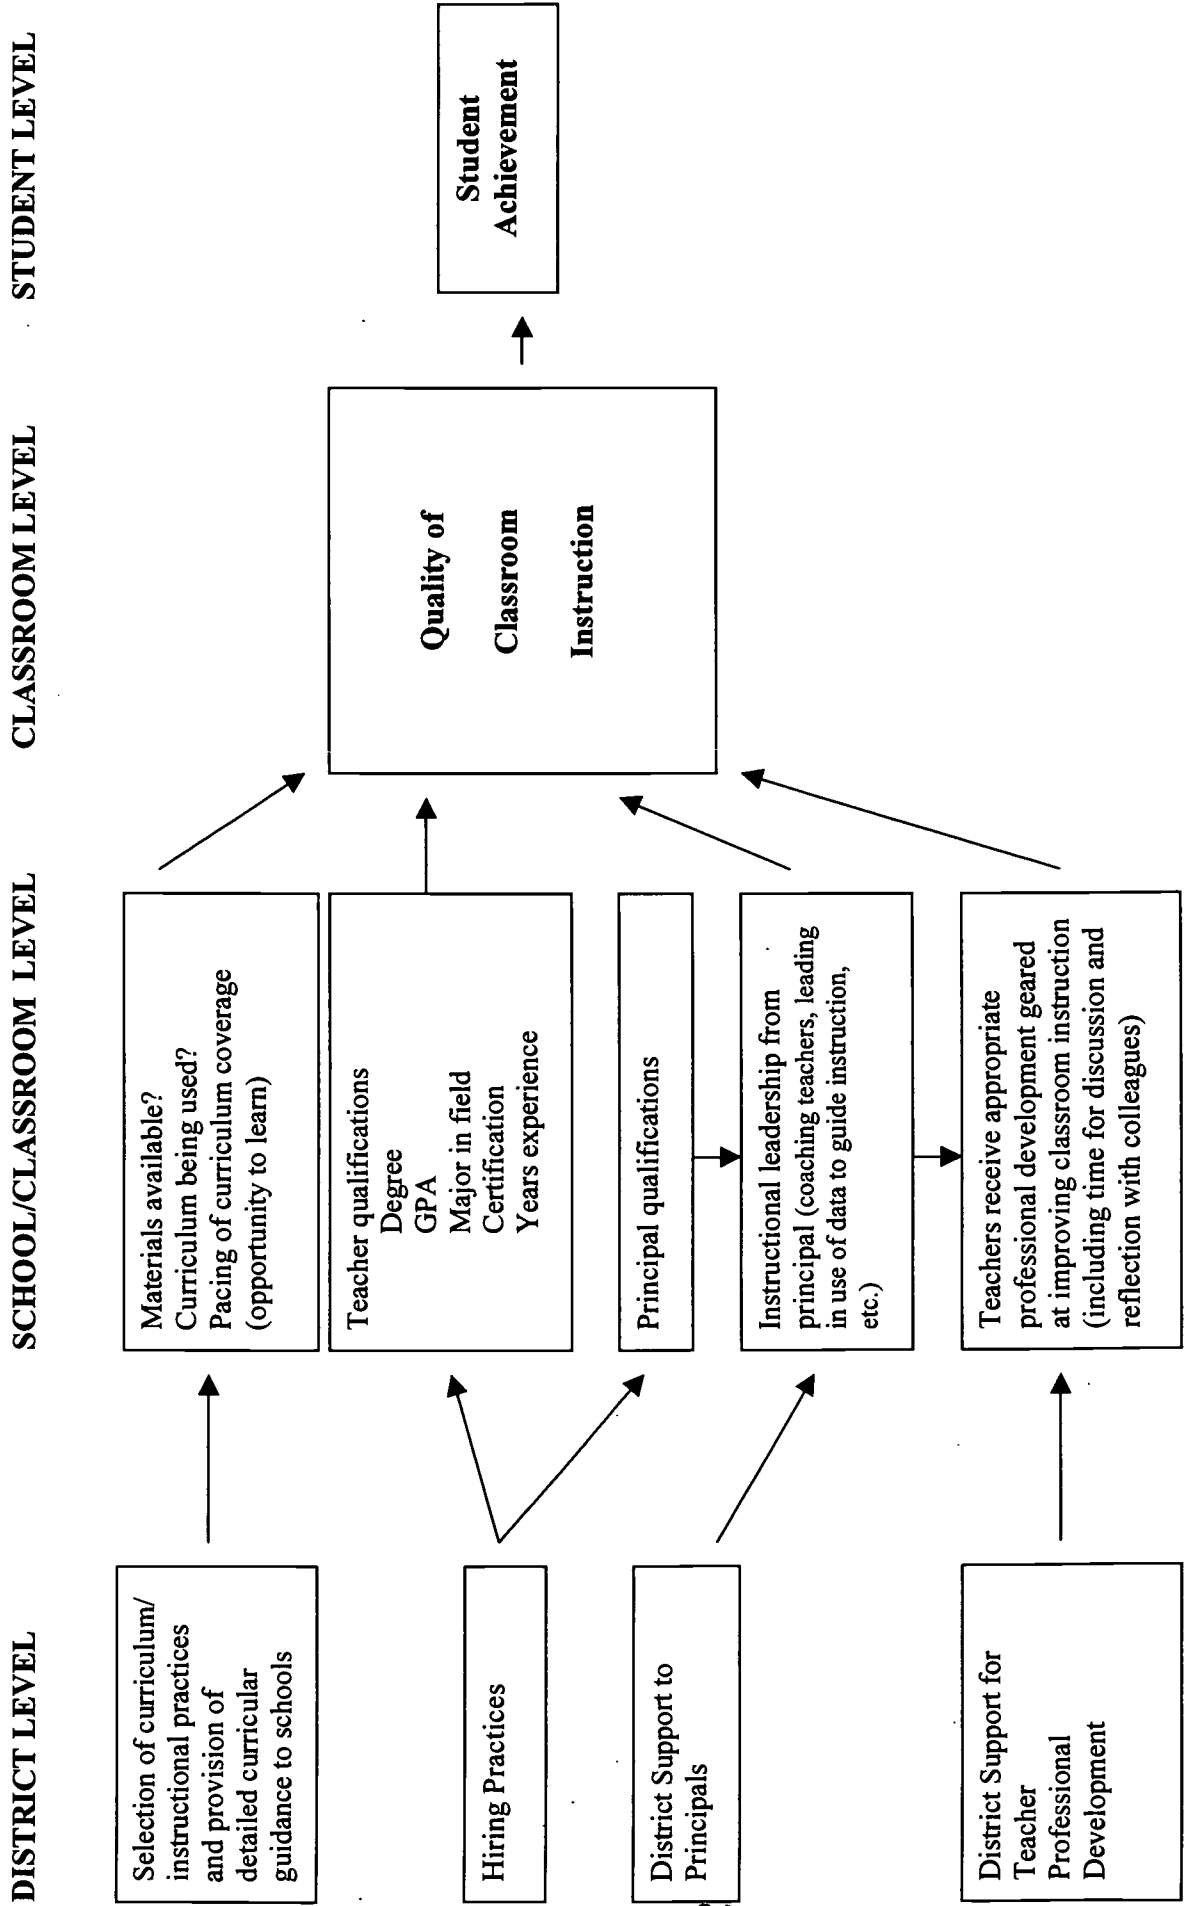 DISTRICT LEVEL
SCHOOL/CLASSROOM LEVEL
CLASSROOM LEVEL
STUDENT LEVEL
Selection of curriculum/
instructional practices
and provision of
detailed curricular
guidance to schools
Hiring Practices
District Support to
Principals
District Support for
Teacher
Professional
Development
Materials available?
Curriculum being used?
Pacing of curriculum coverage
(opportunity to learn)
Teacher qualifications
Degree
GPA
Major in field
Certification
Years experience
Principal qualifications
Instructional leadership from
principal (coaching teachers, leading
in use of data to guide instruction,
etc.)
Teachers receive appropriate
professional development geared
at improving classroom instruction
(including time for discussion and
reflection with colleagues)
Quality of
Classroom
Instruction
Student
Achievement